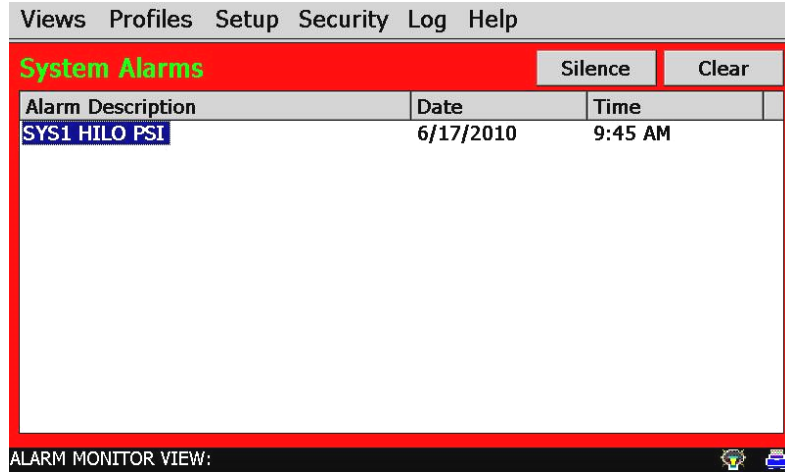 Views Profiles Setup Security Log Help
System Alarms Silence Clear
Alarm Description Date Time
SYS1 HILO PSI 6/17/2010 9:45 AM
ALARM MONITOR VIEW: